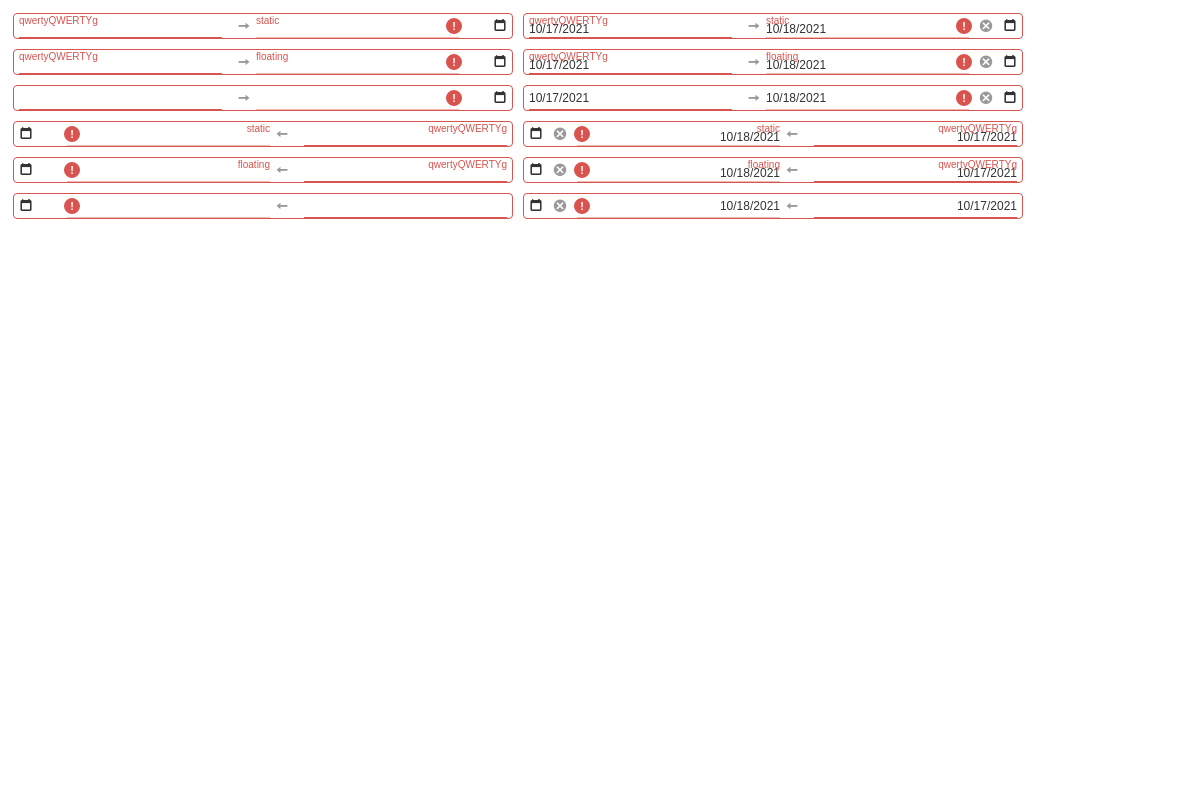 qwertyQWERTYg static qwertyQWERTYg static
10/17/2021 10/18/2021
qwertyQWERTYg floating qwertyQWERTYg floating
10/17/2021 10/18/2021
10/17/2021 10/18/2021
static qwertyQWERTYg static qwertyQWERTYg
10/18/2021 10/17/2021
floating qwertyQWERTYg floating qwertyQWERTYg
10/18/2021 10/17/2021
10/18/2021 10/17/2021